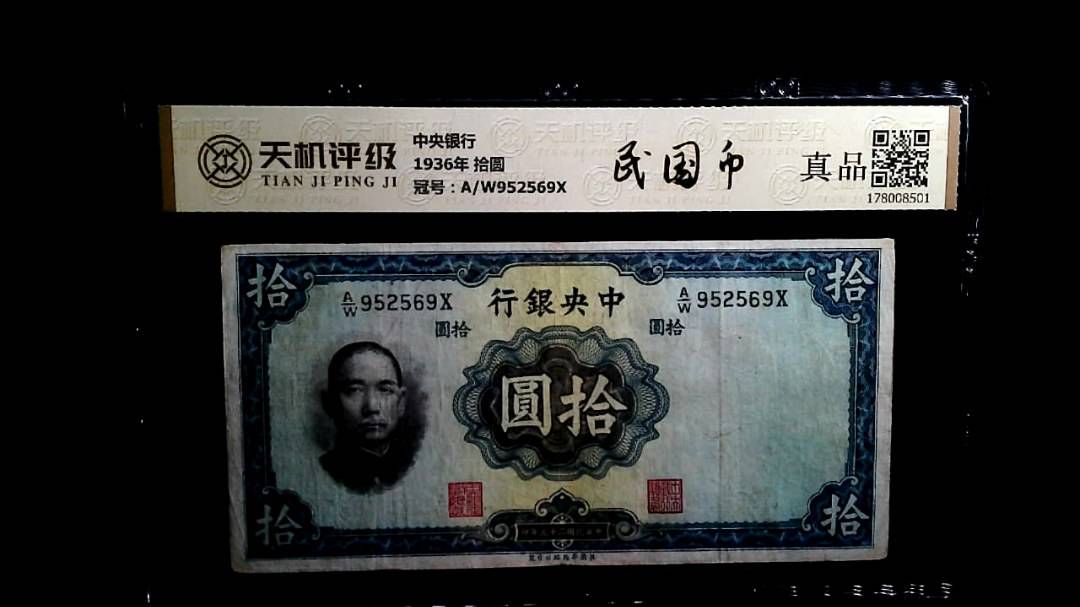 天机评级
TIAN JI PING JI
中央银行
1936年 拾圆
冠号：A/W952569X
民国币
真品
178008501
拾
拾
A/W 952569X
行銀央中
A/W 952569X
圓拾
圓拾
圓拾
拾
拾